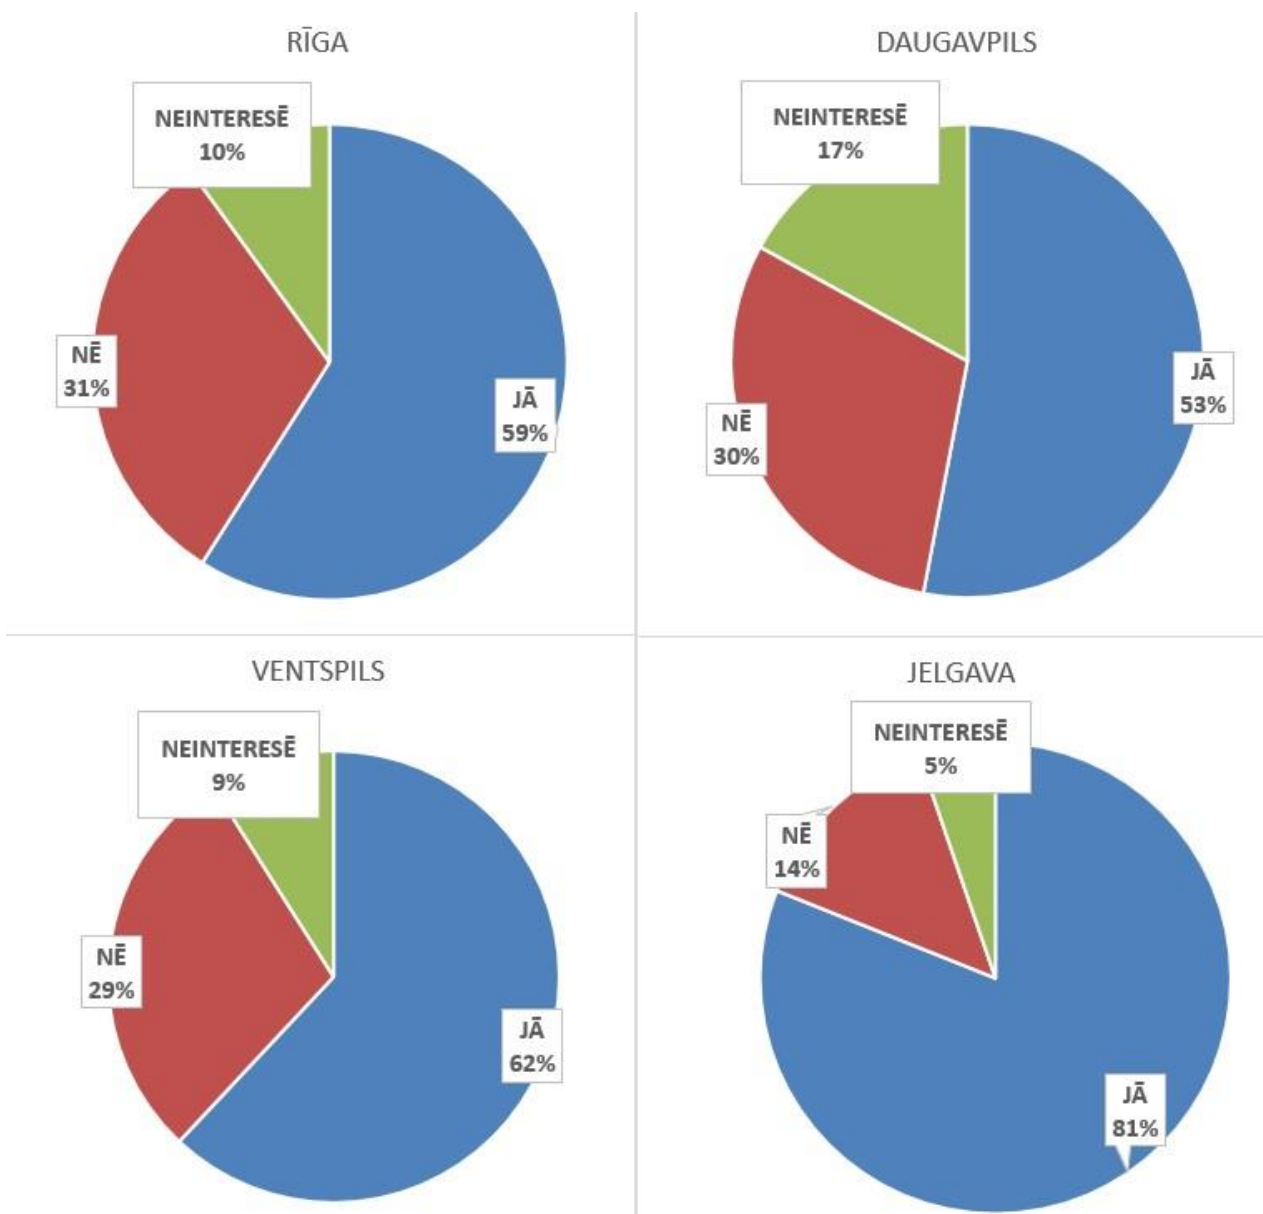 RĪGA
NEINTERESĒ
10%
NĒ
31%
JĀ
59%
DAUGAVPILS
NEINTERESĒ
17%
NĒ
30%
JĀ
53%
VENTSPILS
NEINTERESĒ
9%
NĒ
29%
JĀ
62%
JELGAVA
NEINTERESĒ
5%
NĒ
14%
JĀ
81%